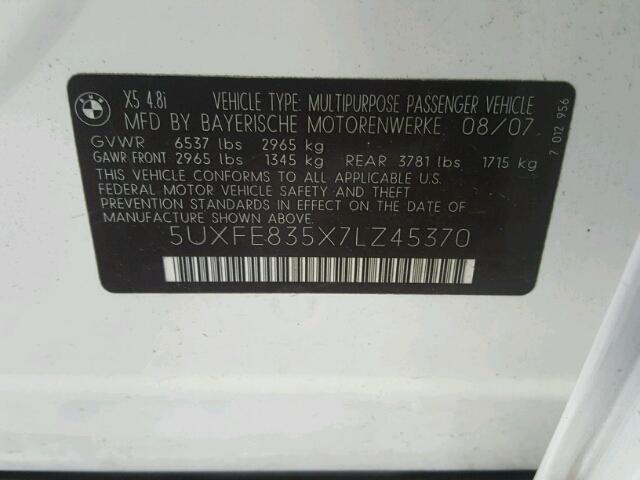 BMW
X5 4.8i VEHICLE TYPE: MULTIPURPOSE PASSENGER VEHICLE
MFD BY BAYERISCHE MOTORENWERKE 08/07
GVWR 6537 lbs 2965 kg
GAWR FRONT 2965 lbs 1345 kg REAR 3781 lbs 1715 kg
THIS VEHICLE CONFORMS TO ALL APPLICABLE U.S.
FEDERAL MOTOR VEHICLE SAFETY AND THEFT
PREVENTION STANDARDS IN EFFECT ON THE DATE OF
MANUFACTURE SHOWN ABOVE.
5UXFE835X7LZ45370
7 012 956